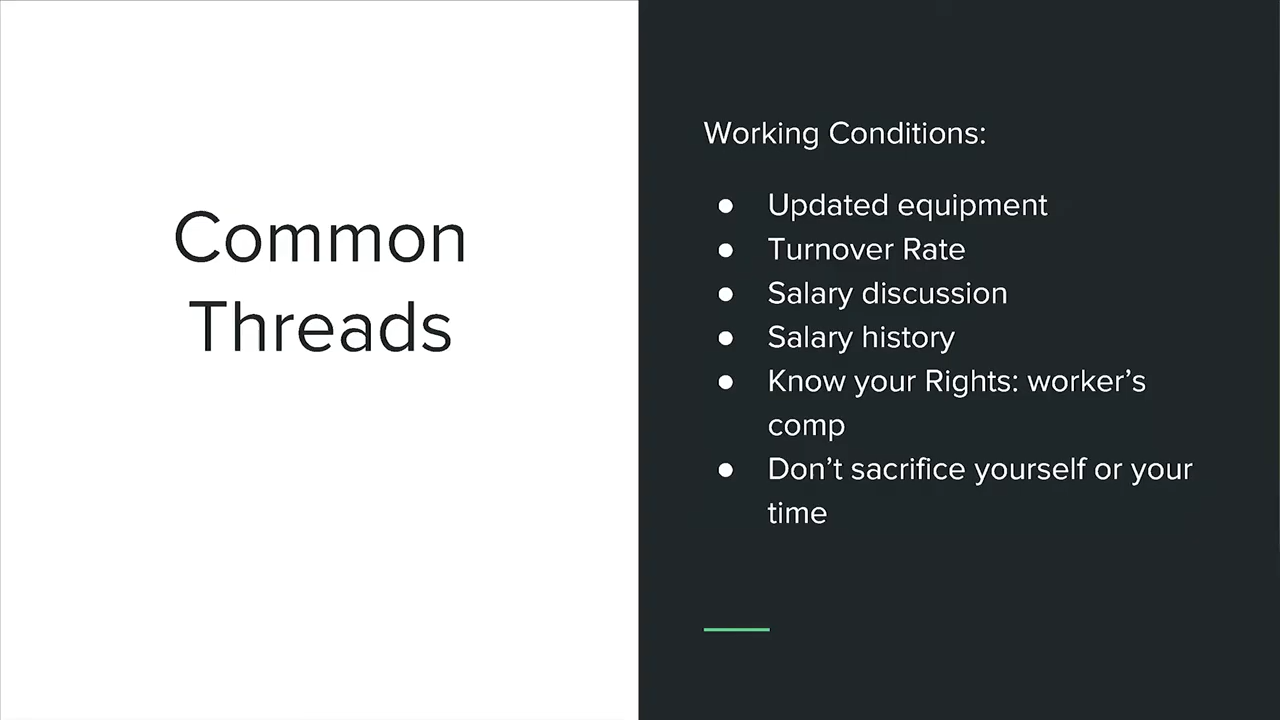 Common
Threads
Working Conditions:
● Updated equipment
● Turnover Rate
● Salary discussion
● Salary history
● Know your Rights: worker’s
comp
● Don’t sacrifice yourself or your
time